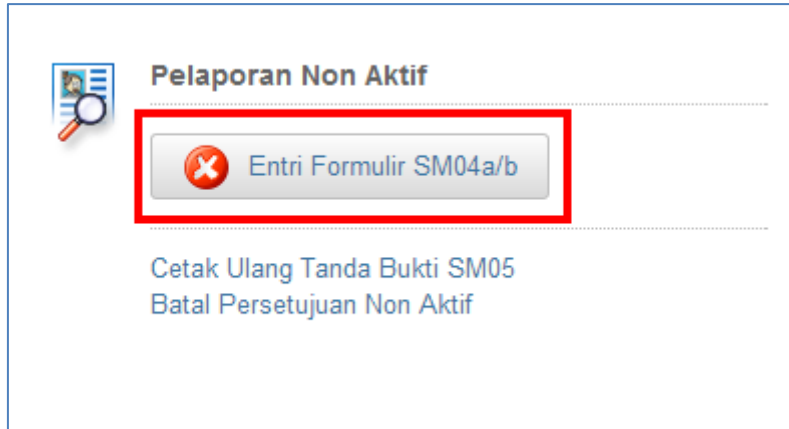 Pelaporan Non Aktif
Entri Formulir SM04a/b
Cetak Ulang Tanda Bukti SM05
Batal Persetujuan Non Aktif